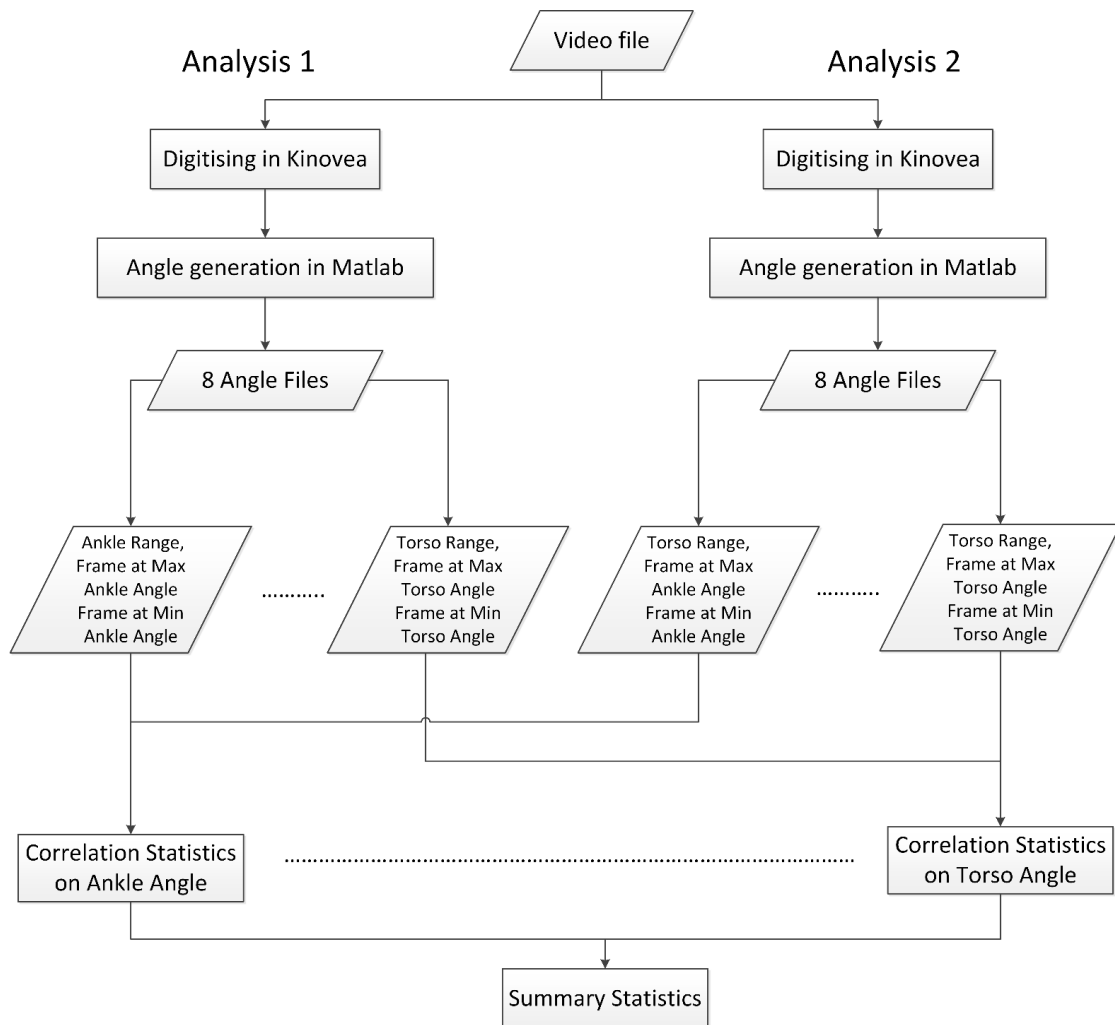 Video file
Analysis 1
Analysis 2
Digitising in Kinovea
Digitising in Kinovea
Angle generation in Matlab
Angle generation in Matlab
8 Angle Files
8 Angle Files
Ankle Range,
Frame at Max
Ankle Angle
Frame at Min
Ankle Angle
...........
Torso Range,
Frame at Max
Torso Angle
Frame at Min
Torso Angle
Torso Range,
Frame at Max
Ankle Angle
Frame at Min
Ankle Angle
...........
Torso Range,
Frame at Max
Torso Angle
Frame at Min
Torso Angle
Correlation Statistics
on Ankle Angle
Correlation Statistics
on Torso Angle
Summary Statistics